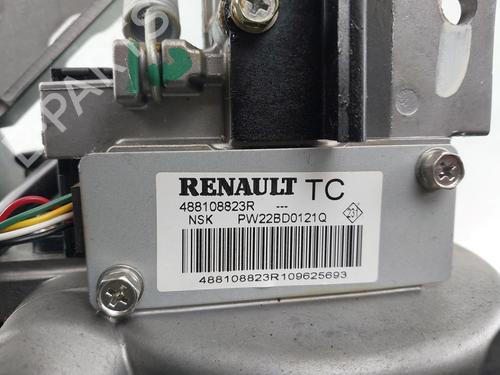 RENAULT TC
488108823R ---
NSK PW22BD0121Q
231
488108823R109625693